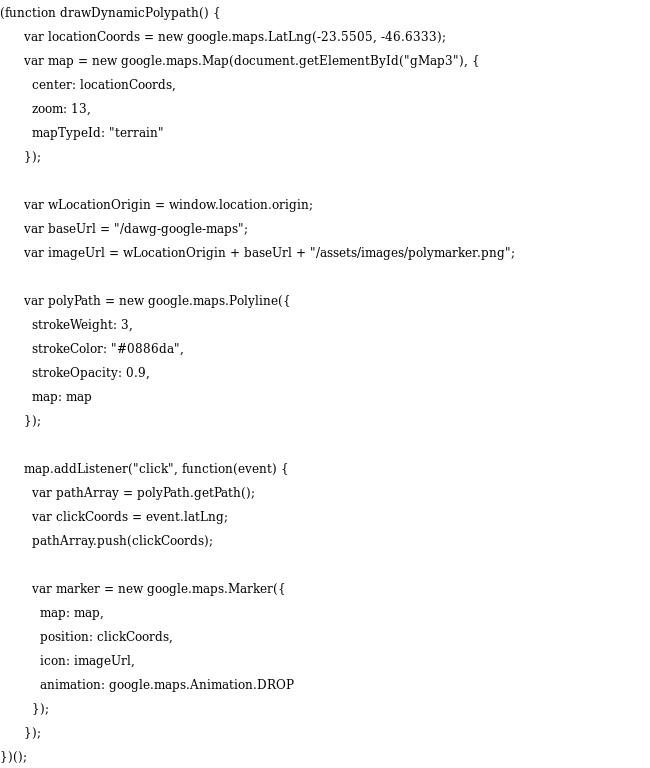 (function drawDynamicPolypath() {
      var locationCoords = new google.maps.LatLng(-23.5505, -46.6333);
      var map = new google.maps.Map(document.getElementById("gMap3"), {
        center: locationCoords,
        zoom: 13,
        mapTypeId: "terrain"
      });

      var wLocationOrigin = window.location.origin;
      var baseUrl = "/dawg-google-maps";
      var imageUrl = wLocationOrigin + baseUrl + "/assets/images/polymarker.png";

      var polyPath = new google.maps.Polyline({
        strokeWeight: 3,
        strokeColor: "#0886da",
        strokeOpacity: 0.9,
        map: map
      });

      map.addListener("click", function(event) {
        var pathArray = polyPath.getPath();
        var clickCoords = event.latLng;
        pathArray.push(clickCoords);

        var marker = new google.maps.Marker({
          map: map,
          position: clickCoords,
          icon: imageUrl,
          animation: google.maps.Animation.DROP
        });
      });
})();